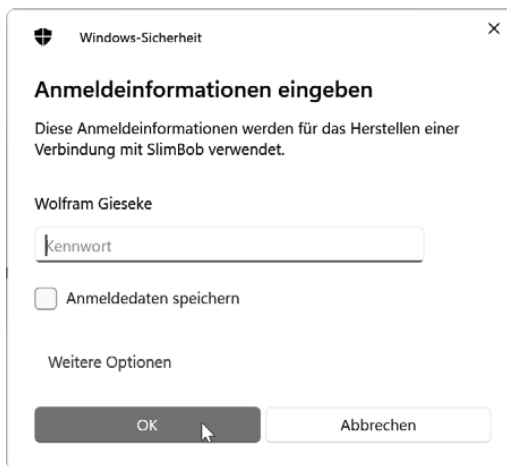 Windows-Sicherheit
Anmeldeinformationen eingeben
Diese Anmeldeinformationen werden für das Herstellen einer
Verbindung mit SlimBob verwendet.
Wolfram Gieseke
Kennwort
Anmeldedaten speichern
Weitere Optionen
OK
Abbrechen